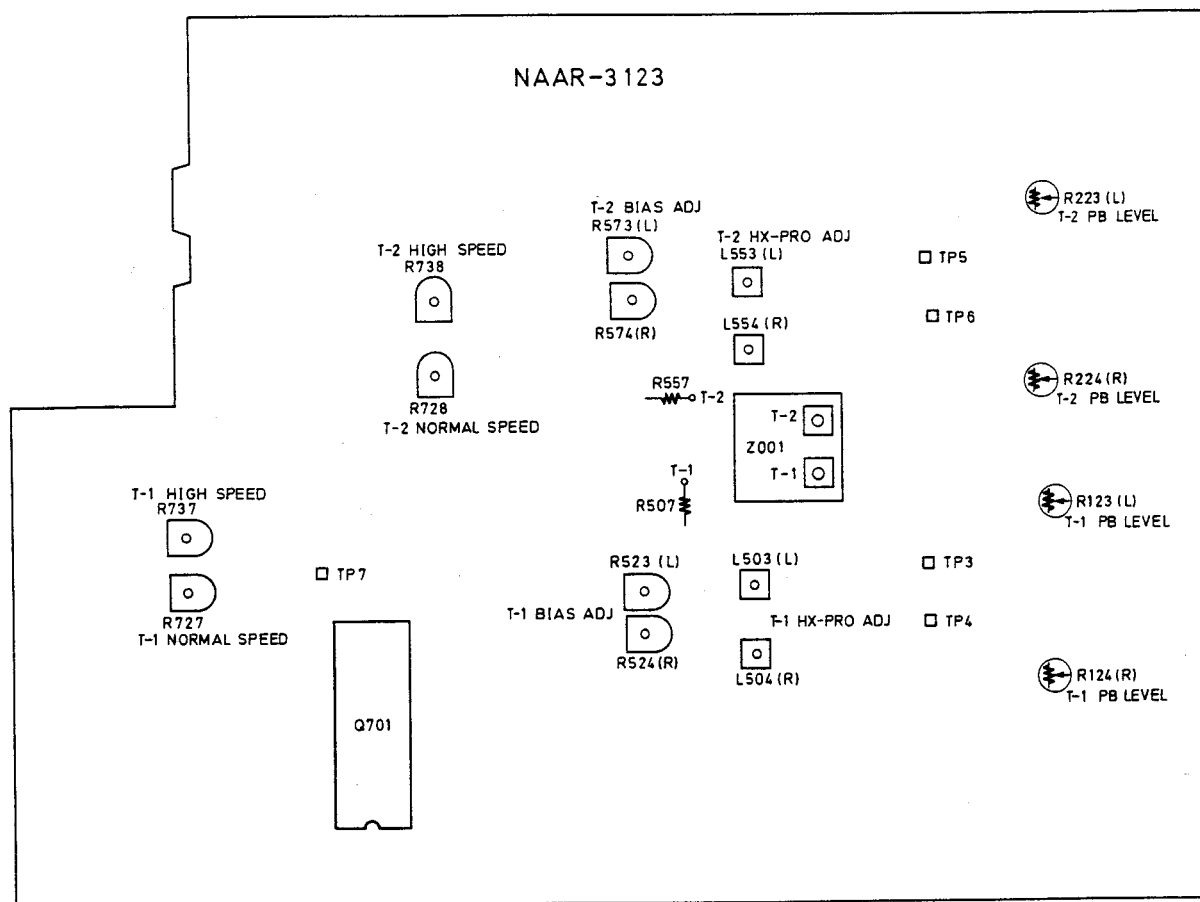 NAAR-3123
R223(L)
T-2 PB LEVEL
T-2 BIAS ADJ
R573(L)
R574(R)
T-2 HX-PRO ADJ
L553(L)
L554(R)
T-2 HIGH SPEED
R738
R728
T-2 NORMAL SPEED
TP5
TP6
R224(R)
T-2 PB LEVEL
R557
T-2
T-2
Z001
T-1
T-1
R507
T-1 HIGH SPEED
R737
R727
T-1 NORMAL SPEED
R123(L)
T-1 PB LEVEL
TP7
R523(L)
T-1 BIAS ADJ
R524(R)
L503(L)
T-1 HX-PRO ADJ
L504(R)
TP3
TP4
R124(R)
T-1 PB LEVEL
Q701